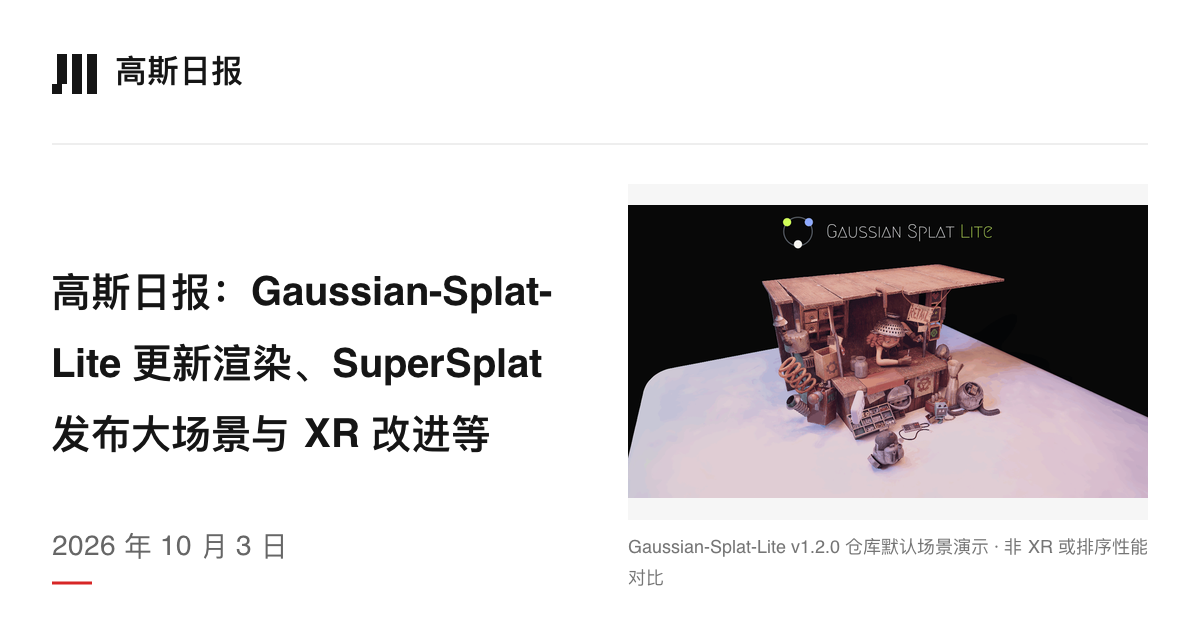 高斯日报
高斯日报：Gaussian-Splat-
Lite 更新渲染、SuperSplat
发布大场景与 XR 改进等
2026 年 10 月 3 日
GAUSSIAN SPLAT LITE
Gaussian-Splat-Lite v1.2.0 仓库默认场景演示 · 非 XR 或排序性能
对比